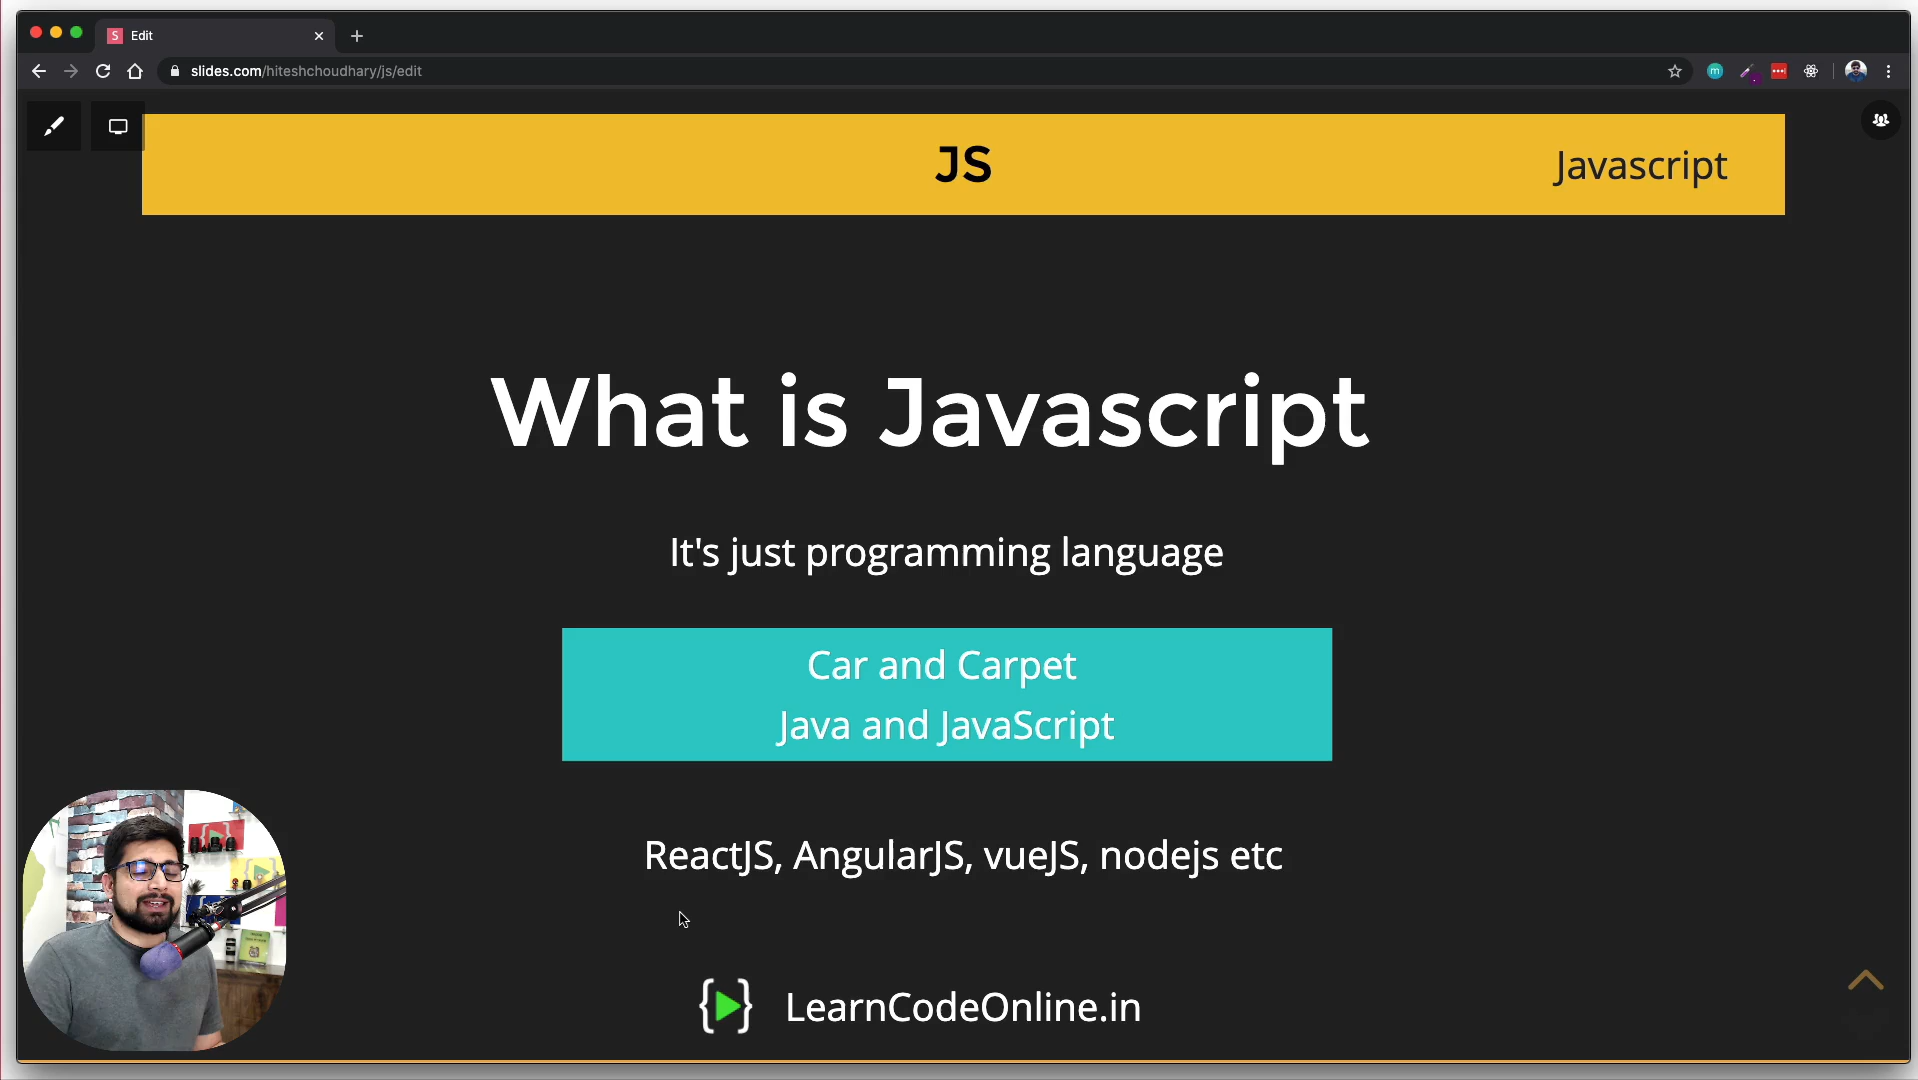 Edit
slides.com/hiteshchoudhary/js/edit
JS
Javascript
What is Javascript
It's just programming language
Car and Carpet
Java and JavaScript
ReactJS, AngularJS, vueJS, nodejs etc
LearnCodeOnline.in